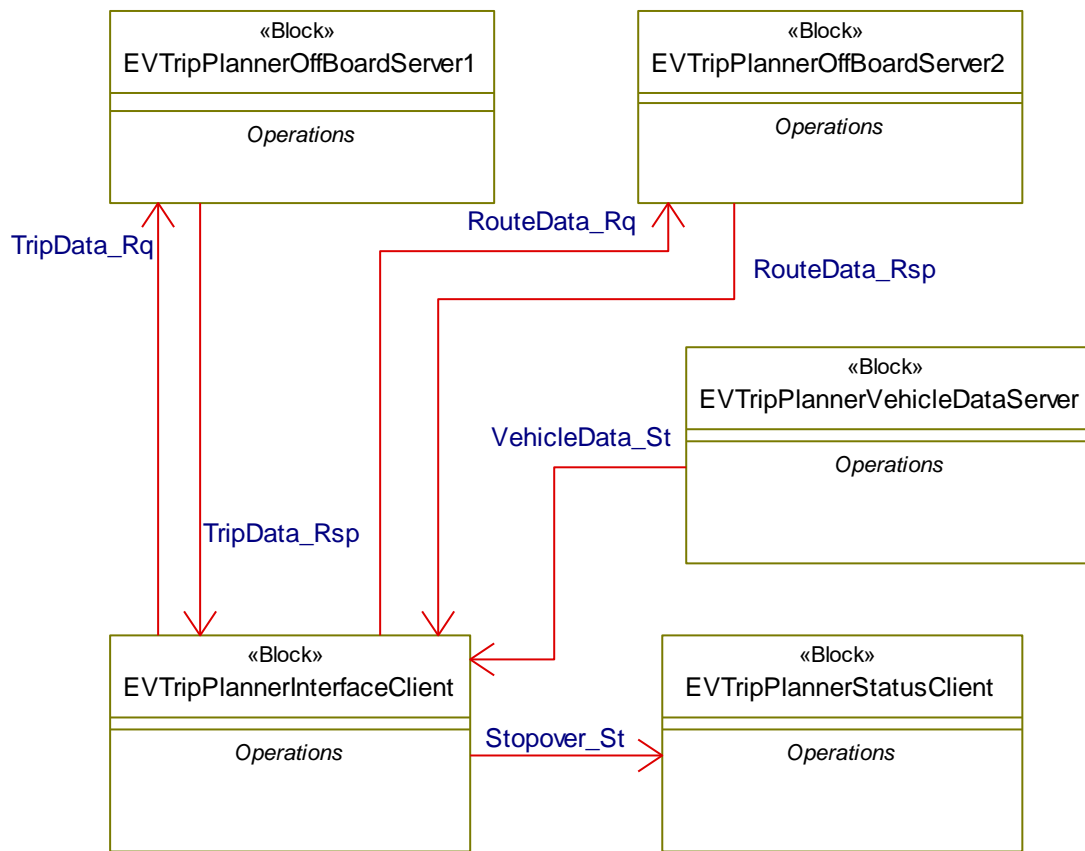 «Block»
EVTripPlannerOffBoardServer1
Operations
«Block»
EVTripPlannerOffBoardServer2
Operations
TripData_Rq
RouteData_Rq
RouteData_Rsp
«Block»
EVTripPlannerVehicleDataServer
Operations
VehicleData_St
TripData_Rsp
«Block»
EVTripPlannerInterfaceClient
Operations
Stopover_St
«Block»
EVTripPlannerStatusClient
Operations